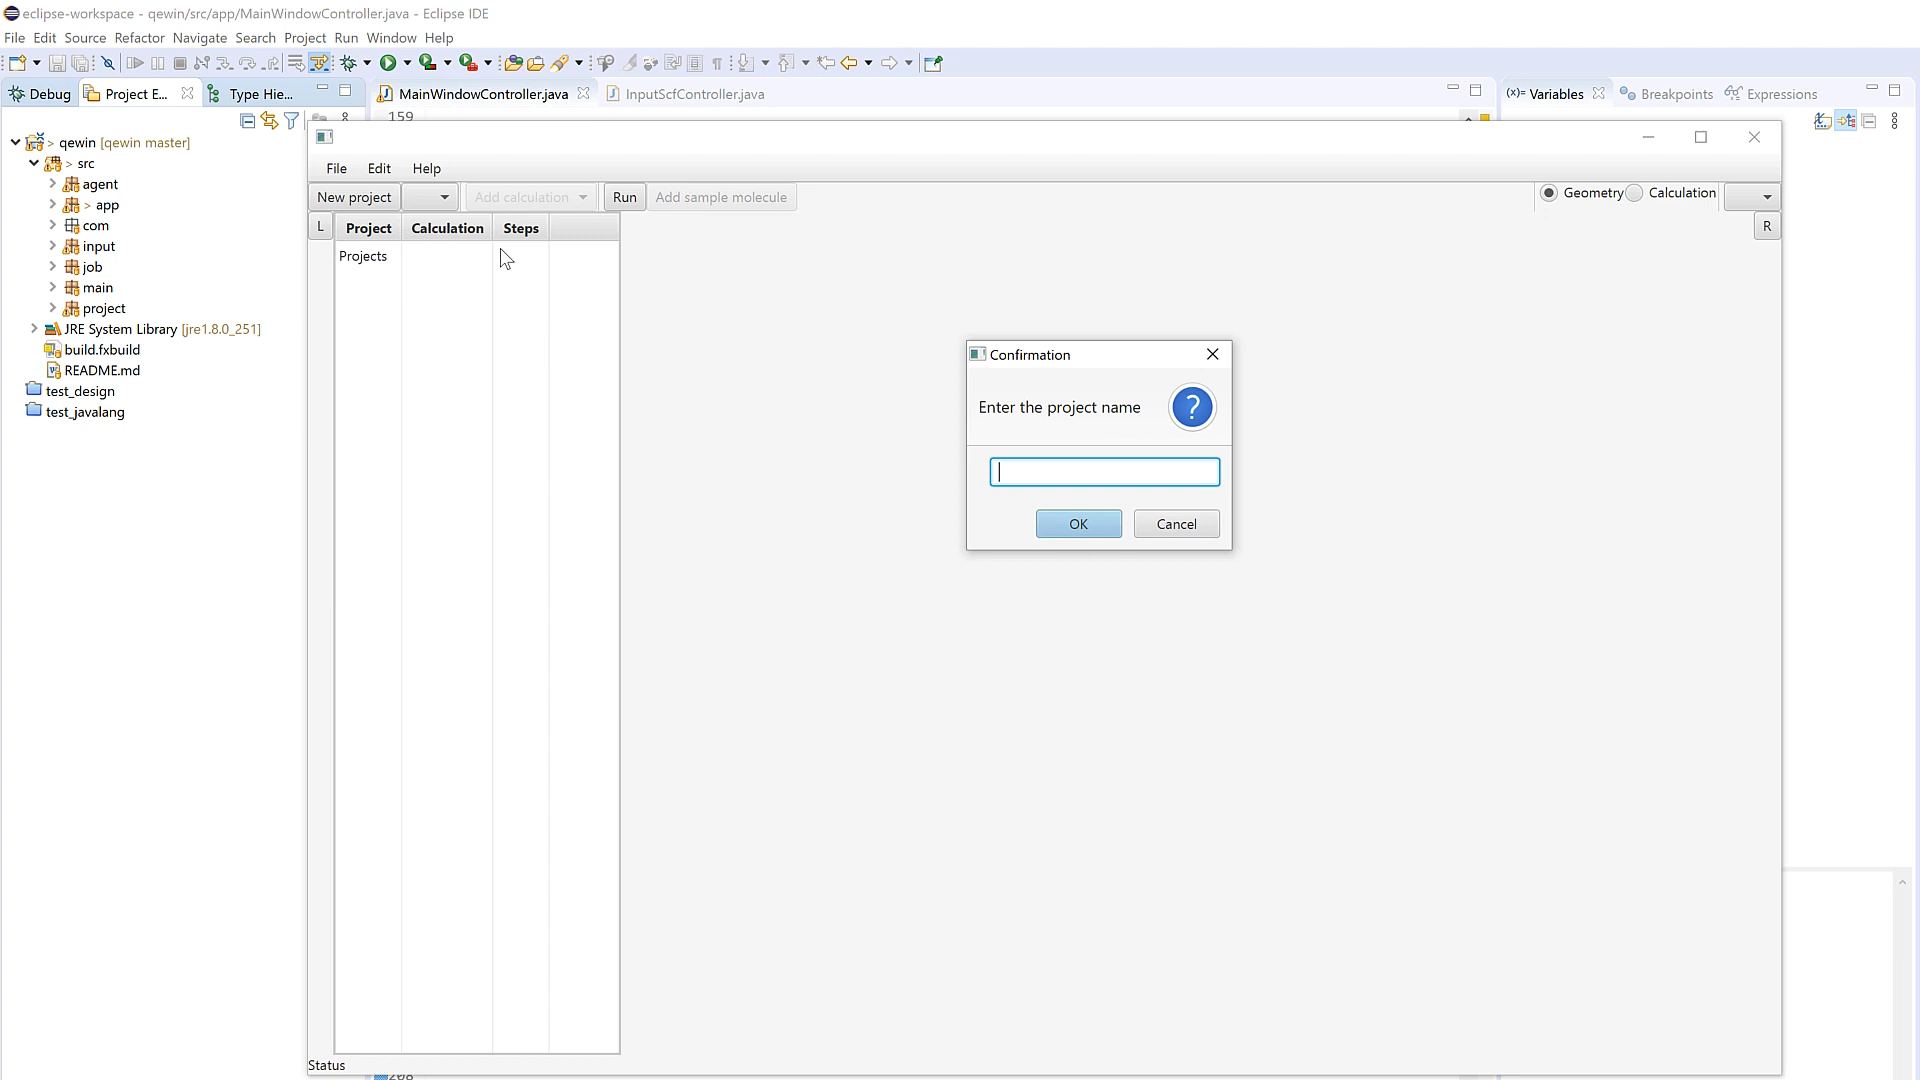 eclipse-workspace - qewin/src/app/MainWindowController.java - Eclipse IDE
File Edit Source Refactor Navigate Search Project Run Window Help
Debug Project E... Type Hie... MainWindowController.java InputScfController.java (x)= Variables Breakpoints Expressions
159
> qewin [qewin master]
> src
agent
> app
com
input
job
main
project
JRE System Library [jre1.8.0_251]
build.fxbuild
README.md
test_design
test_javalang
File Edit Help
New project Add calculation Run Add sample molecule Geometry Calculation
L Project Calculation Steps R
Projects
Confirmation
Enter the project name
?
OK Cancel
Status
208